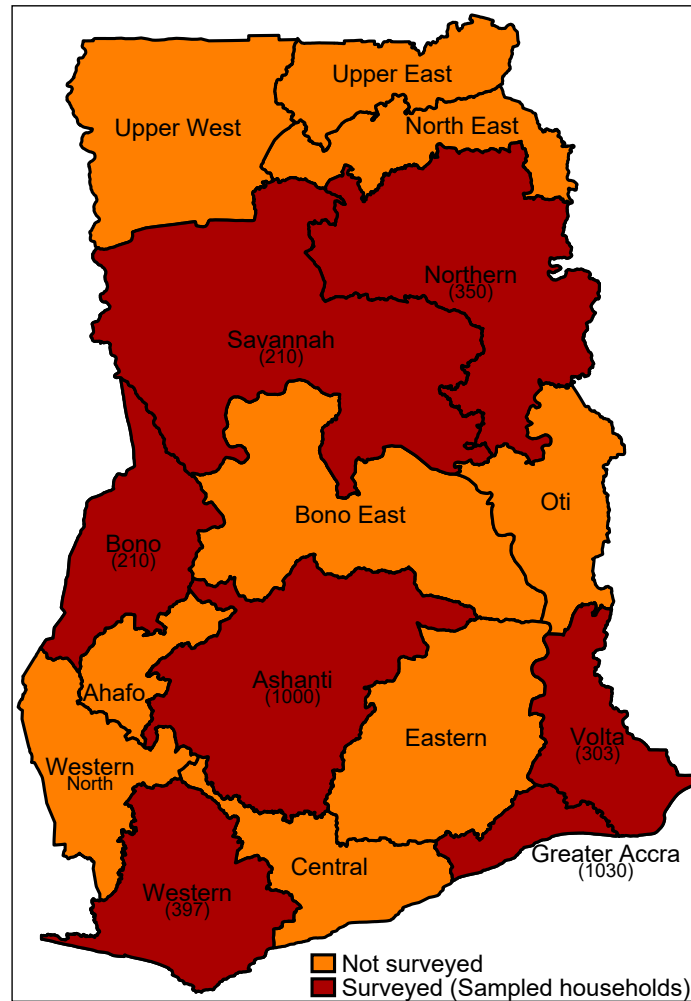 Upper East
Upper West
North East
Northern
(350)
Savannah
(210)
Oti
Bono East
Bono
(210)
Ashanti
(1000)
Ahafo
Volta
(303)
Eastern
Western
North
Greater Accra
(1030)
Central
Western
(397)
Not surveyed
Surveyed (Sampled households)